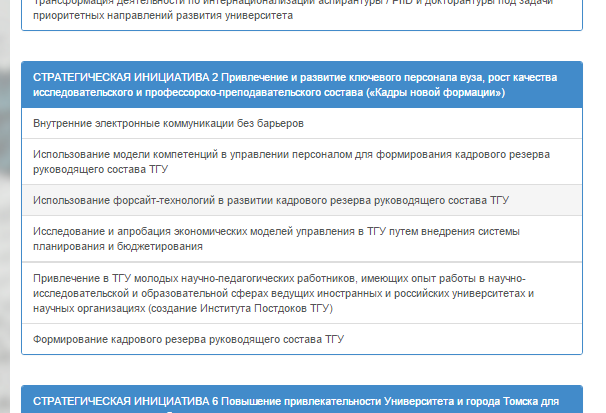 Трансформация деятельности по интернационализации аспирантуры / PhD и докторантуры под задачи
приоритетных направлений развития университета
СТРАТЕГИЧЕСКАЯ ИНИЦИАТИВА 2 Привлечение и развитие ключевого персонала вуза, рост качества
исследовательского и профессорско-преподавательского состава («Кадры новой формации»)
Внутренние электронные коммуникации без барьеров
Использование модели компетенций в управлении персоналом для формирования кадрового резерва
руководящего состава ТГУ
Использование форсайт-технологий в развитии кадрового резерва руководящего состава ТГУ
Исследование и апробация экономических моделей управления в ТГУ путем внедрения системы
планирования и бюджетирования
Привлечение в ТГУ молодых научно-педагогических работников, имеющих опыт работы в научно-
исследовательской и образовательной сферах ведущих иностранных и российских университетах и
научных организациях (создание Института Постдоков ТГУ)
Формирование кадрового резерва руководящего состава ТГУ
СТРАТЕГИЧЕСКАЯ ИНИЦИАТИВА 6 Повышение привлекательности Университета и города Томска для